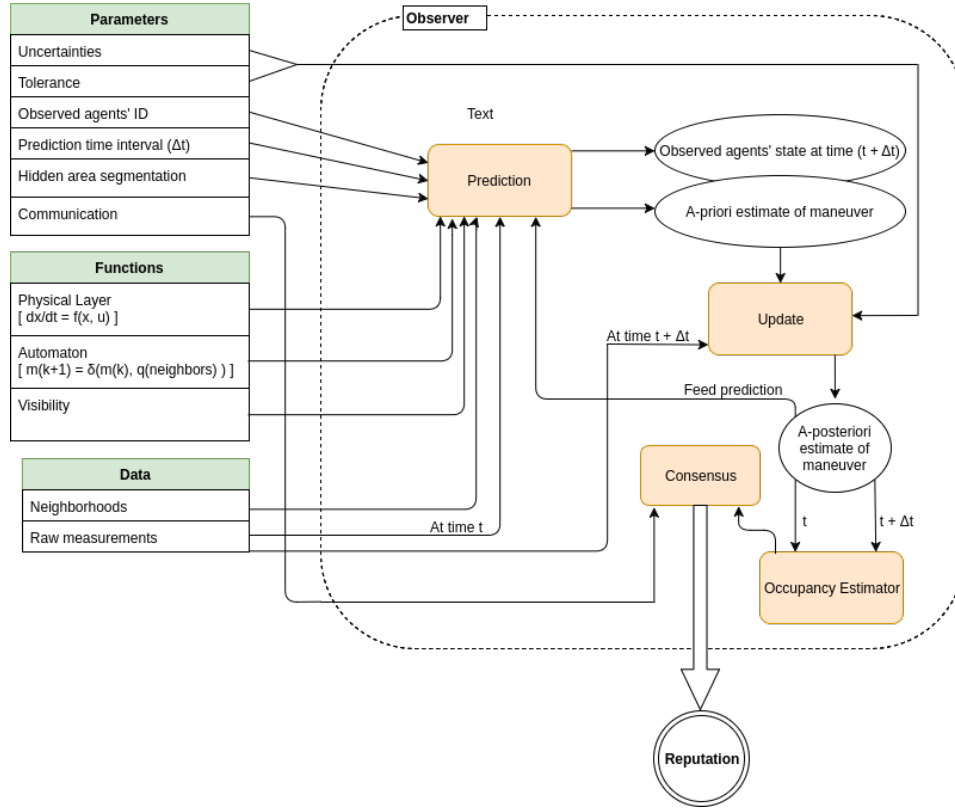 Parameters
Uncertainties
Tolerance
Observed agents' ID
Prediction time interval (Δt)
Hidden area segmentation
Communication
Functions
Physical Layer
[ dx/dt = f(x, u) ]
Automaton
[ m(k+1) = δ(m(k), q(neighbors) ) ]
Visibility
Data
Neighborhoods
Raw measurements
Observer
Text
Prediction
Observed agents' state at time (t + Δt)
A-priori estimate of maneuver
Update
At time t + Δt
Feed prediction
A-posteriori
estimate of
maneuver
Consensus
At time t
t
t + Δt
Occupancy Estimator
Reputation